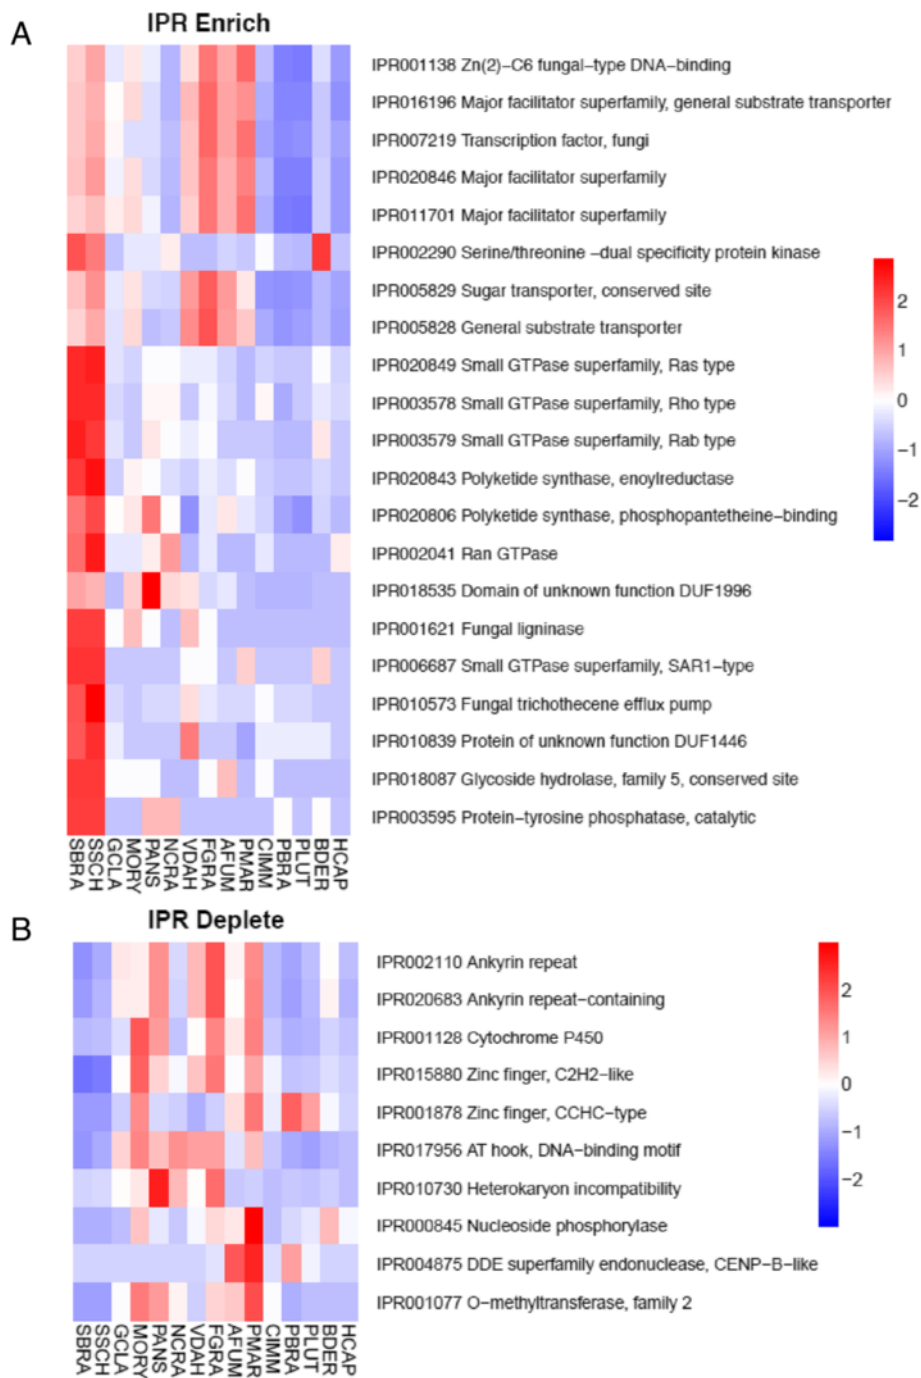 A
IPR Enrich
IPR001138 Zn(2)−C6 fungal−type DNA−binding
IPR016196 Major facilitator superfamily, general substrate transporter
IPR007219 Transcription factor, fungi
IPR020846 Major facilitator superfamily
IPR011701 Major facilitator superfamily
IPR002290 Serine/threonine −dual specificity protein kinase
IPR005829 Sugar transporter, conserved site
IPR005828 General substrate transporter
IPR020849 Small GTPase superfamily, Ras type
IPR003578 Small GTPase superfamily, Rho type
IPR003579 Small GTPase superfamily, Rab type
IPR020843 Polyketide synthase, enoylreductase
IPR020806 Polyketide synthase, phosphopantetheine−binding
IPR002041 Ran GTPase
IPR018535 Domain of unknown function DUF1996
IPR001621 Fungal ligninase
IPR006687 Small GTPase superfamily, SAR1−type
IPR010573 Fungal trichothecene efflux pump
IPR010839 Protein of unknown function DUF1446
IPR018087 Glycoside hydrolase, family 5, conserved site
IPR003595 Protein−tyrosine phosphatase, catalytic
2
1
0
−1
−2
SBRA
SSCH
GCLA
MORY
PANS
NCRA
VDAH
FGRA
AFUM
PMAR
CIMM
PBRA
PLUT
BDER
HCAP
B
IPR Deplete
IPR002110 Ankyrin repeat
IPR020683 Ankyrin repeat−containing
IPR001128 Cytochrome P450
IPR015880 Zinc finger, C2H2−like
IPR001878 Zinc finger, CCHC−type
IPR017956 AT hook, DNA−binding motif
IPR010730 Heterokaryon incompatibility
IPR000845 Nucleoside phosphorylase
IPR004875 DDE superfamily endonuclease, CENP−B−like
IPR001077 O−methyltransferase, family 2
2
1
0
−1
−2
SBRA
SSCH
GCLA
MORY
PANS
NCRA
VDAH
FGRA
AFUM
PMAR
CIMM
PBRA
PLUT
BDER
HCAP